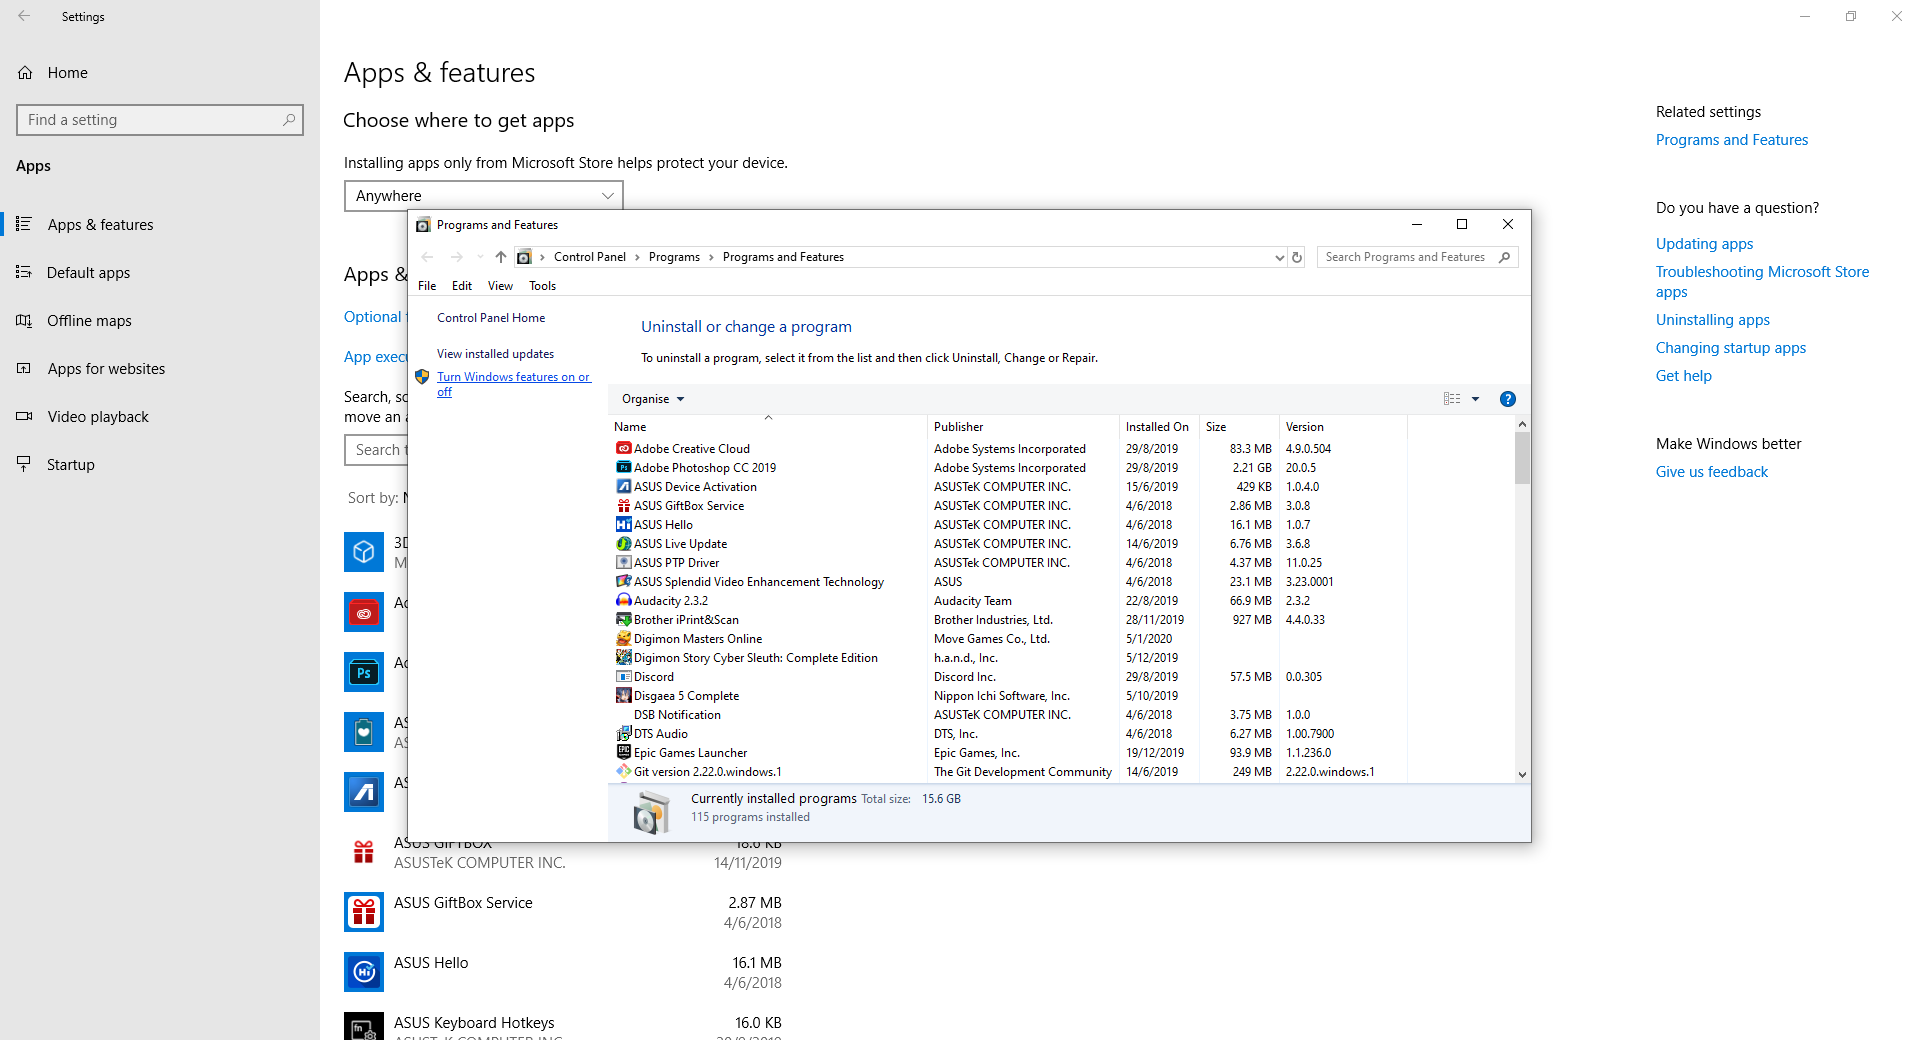 Settings
Home
Find a setting
Apps
Apps & features
Default apps
Offline maps
Apps for websites
Video playback
Startup
Apps & features
Choose where to get apps
Installing apps only from Microsoft Store helps protect your device.
Anywhere
Apps &
Optional
App exec
Search, so
move an a
Search t
Sort by:
3D
M
Ad
Ps
Ad
AS
AS
AS
ASUS GIFTBOX 18.6 KB
ASUSTeK COMPUTER INC. 14/11/2019
ASUS GiftBox Service 2.87 MB
4/6/2018
Hi ASUS Hello 16.1 MB
4/6/2018
fn ASUS Keyboard Hotkeys 16.0 KB
Programs and Features
Control Panel > Programs > Programs and Features
Search Programs and Features
File Edit View Tools
Control Panel Home
View installed updates
Turn Windows features on or
off
Uninstall or change a program
To uninstall a program, select it from the list and then click Uninstall, Change or Repair.
Organise
Name Publisher Installed On Size Version
Adobe Creative Cloud Adobe Systems Incorporated 29/8/2019 83.3 MB 4.9.0.504
Adobe Photoshop CC 2019 Adobe Systems Incorporated 29/8/2019 2.21 GB 20.0.5
ASUS Device Activation ASUSTeK COMPUTER INC. 15/6/2019 429 KB 1.0.4.0
ASUS GiftBox Service ASUSTeK COMPUTER INC. 4/6/2018 2.86 MB 3.0.8
ASUS Hello ASUSTeK COMPUTER INC. 4/6/2018 16.1 MB 1.0.7
ASUS Live Update ASUSTeK COMPUTER INC. 14/6/2019 6.76 MB 3.6.8
ASUS PTP Driver ASUSTek COMPUTER INC. 4/6/2018 4.37 MB 11.0.25
ASUS Splendid Video Enhancement Technology ASUS 4/6/2018 23.1 MB 3.23.0001
Audacity 2.3.2 Audacity Team 22/8/2019 66.9 MB 2.3.2
Brother iPrint&Scan Brother Industries, Ltd. 28/11/2019 927 MB 4.4.0.33
Digimon Masters Online Move Games Co., Ltd. 5/1/2020
Digimon Story Cyber Sleuth: Complete Edition h.a.n.d., Inc. 5/12/2019
Discord Discord Inc. 29/8/2019 57.5 MB 0.0.305
Disgaea 5 Complete Nippon Ichi Software, Inc. 5/10/2019
DSB Notification ASUSTeK COMPUTER INC. 4/6/2018 3.75 MB 1.0.0
DTS Audio DTS, Inc. 4/6/2018 6.27 MB 1.00.7900
Epic Games Launcher Epic Games, Inc. 19/12/2019 93.9 MB 1.1.236.0
Git version 2.22.0.windows.1 The Git Development Community 14/6/2019 249 MB 2.22.0.windows.1
Currently installed programs Total size: 15.6 GB
115 programs installed
Related settings
Programs and Features
Do you have a question?
Updating apps
Troubleshooting Microsoft Store
apps
Uninstalling apps
Changing startup apps
Get help
Make Windows better
Give us feedback